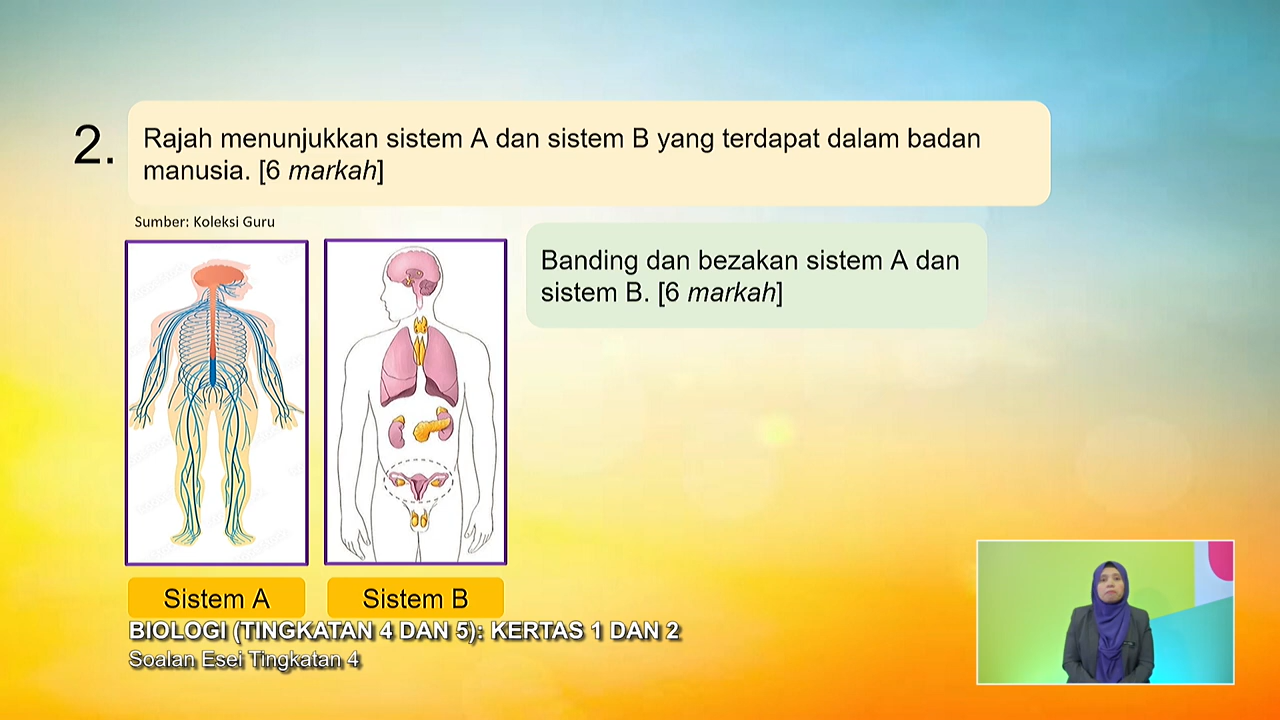 2.
Rajah menunjukkan sistem A dan sistem B yang terdapat dalam badan
manusia. [6 markah]
Sumber: Koleksi Guru
Banding dan bezakan sistem A dan
sistem B. [6 markah]
Sistem A
Sistem B
BIOLOGI (TINGKATAN 4 DAN 5): KERTAS 1 DAN 2
Soalan Esei Tingkatan 4